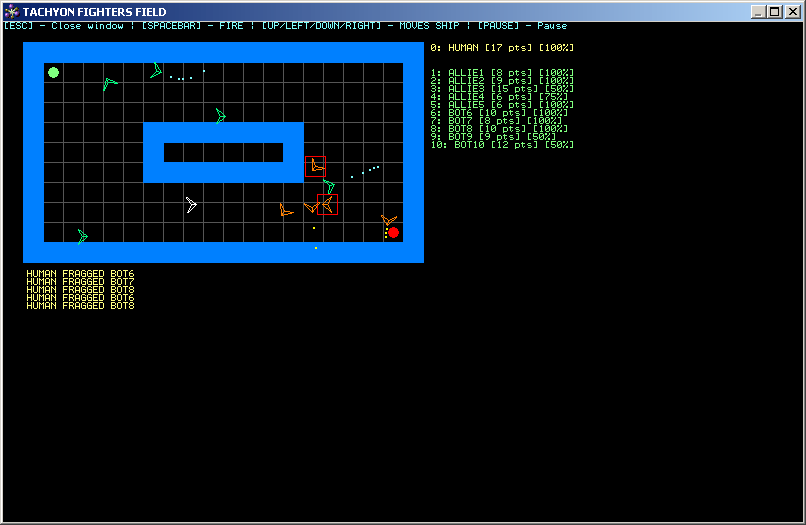 TACHYON FIGHTERS FIELD
[ESC] - Close window ¦ [SPACEBAR] - FIRE ¦ [UP/LEFT/DOWN/RIGHT] - MOVES SHIP ¦ [PAUSE] - Pause
0: HUMAN [17 pts] [100%]
1: ALLIE1 [8 pts] [100%]
2: ALLIE2 [9 pts] [100%]
3: ALLIE3 [15 pts] [50%]
4: ALLIE4 [6 pts] [75%]
5: ALLIE5 [6 pts] [100%]
6: BOT6 [10 pts] [100%]
7: BOT7 [8 pts] [100%]
8: BOT8 [10 pts] [100%]
9: BOT9 [9 pts] [50%]
10: BOT10 [12 pts] [50%]
HUMAN FRAGGED BOT6
HUMAN FRAGGED BOT7
HUMAN FRAGGED BOT8
HUMAN FRAGGED BOT6
HUMAN FRAGGED BOT8